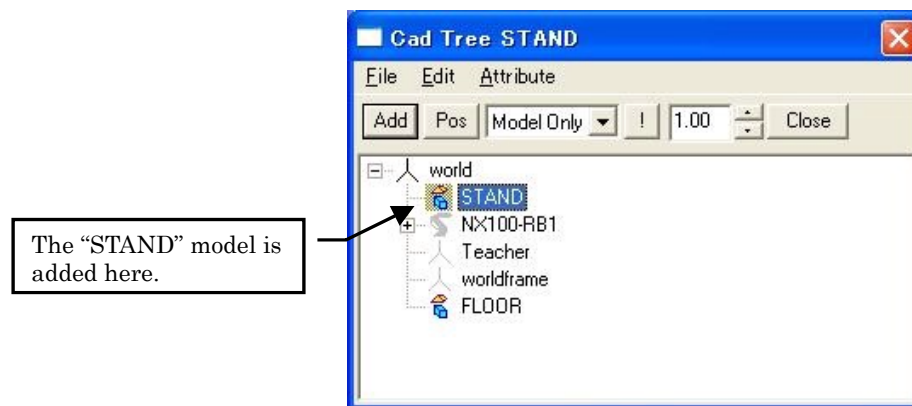 Cad Tree STAND
File Edit Attribute
Add Pos Model Only ! 1.00 Close
world
STAND
NX100-RB1
Teacher
worldframe
FLOOR
The “STAND” model is
added here.